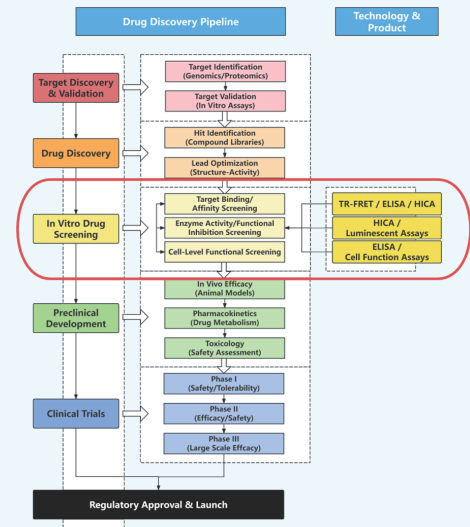 Drug Discovery Pipeline
Technology &
Product
Target Discovery
& Validation
Target Identification
(Genomics/Proteomics)
Target Validation
(In Vitro Assays)
Drug Discovery
Hit Identification
(Compound Libraries)
Lead Optimization
(Structure-Activity)
In Vitro Drug
Screening
Target Binding/
Affinity Screening
Enzyme Activity/Functional
Inhibition Screening
Cell-Level Functional Screening
TR-FRET / ELISA / HICA
HICA /
Luminescent Assays
ELISA /
Cell Function Assays
Preclinical
Development
In Vivo Efficacy
(Animal Models)
Pharmacokinetics
(Drug Metabolism)
Toxicology
(Safety Assessment)
Clinical Trials
Phase I
(Safety/Tolerability)
Phase II
(Efficacy/Safety)
Phase III
(Large Scale Effcacy)
Regulatory Approval & Launch